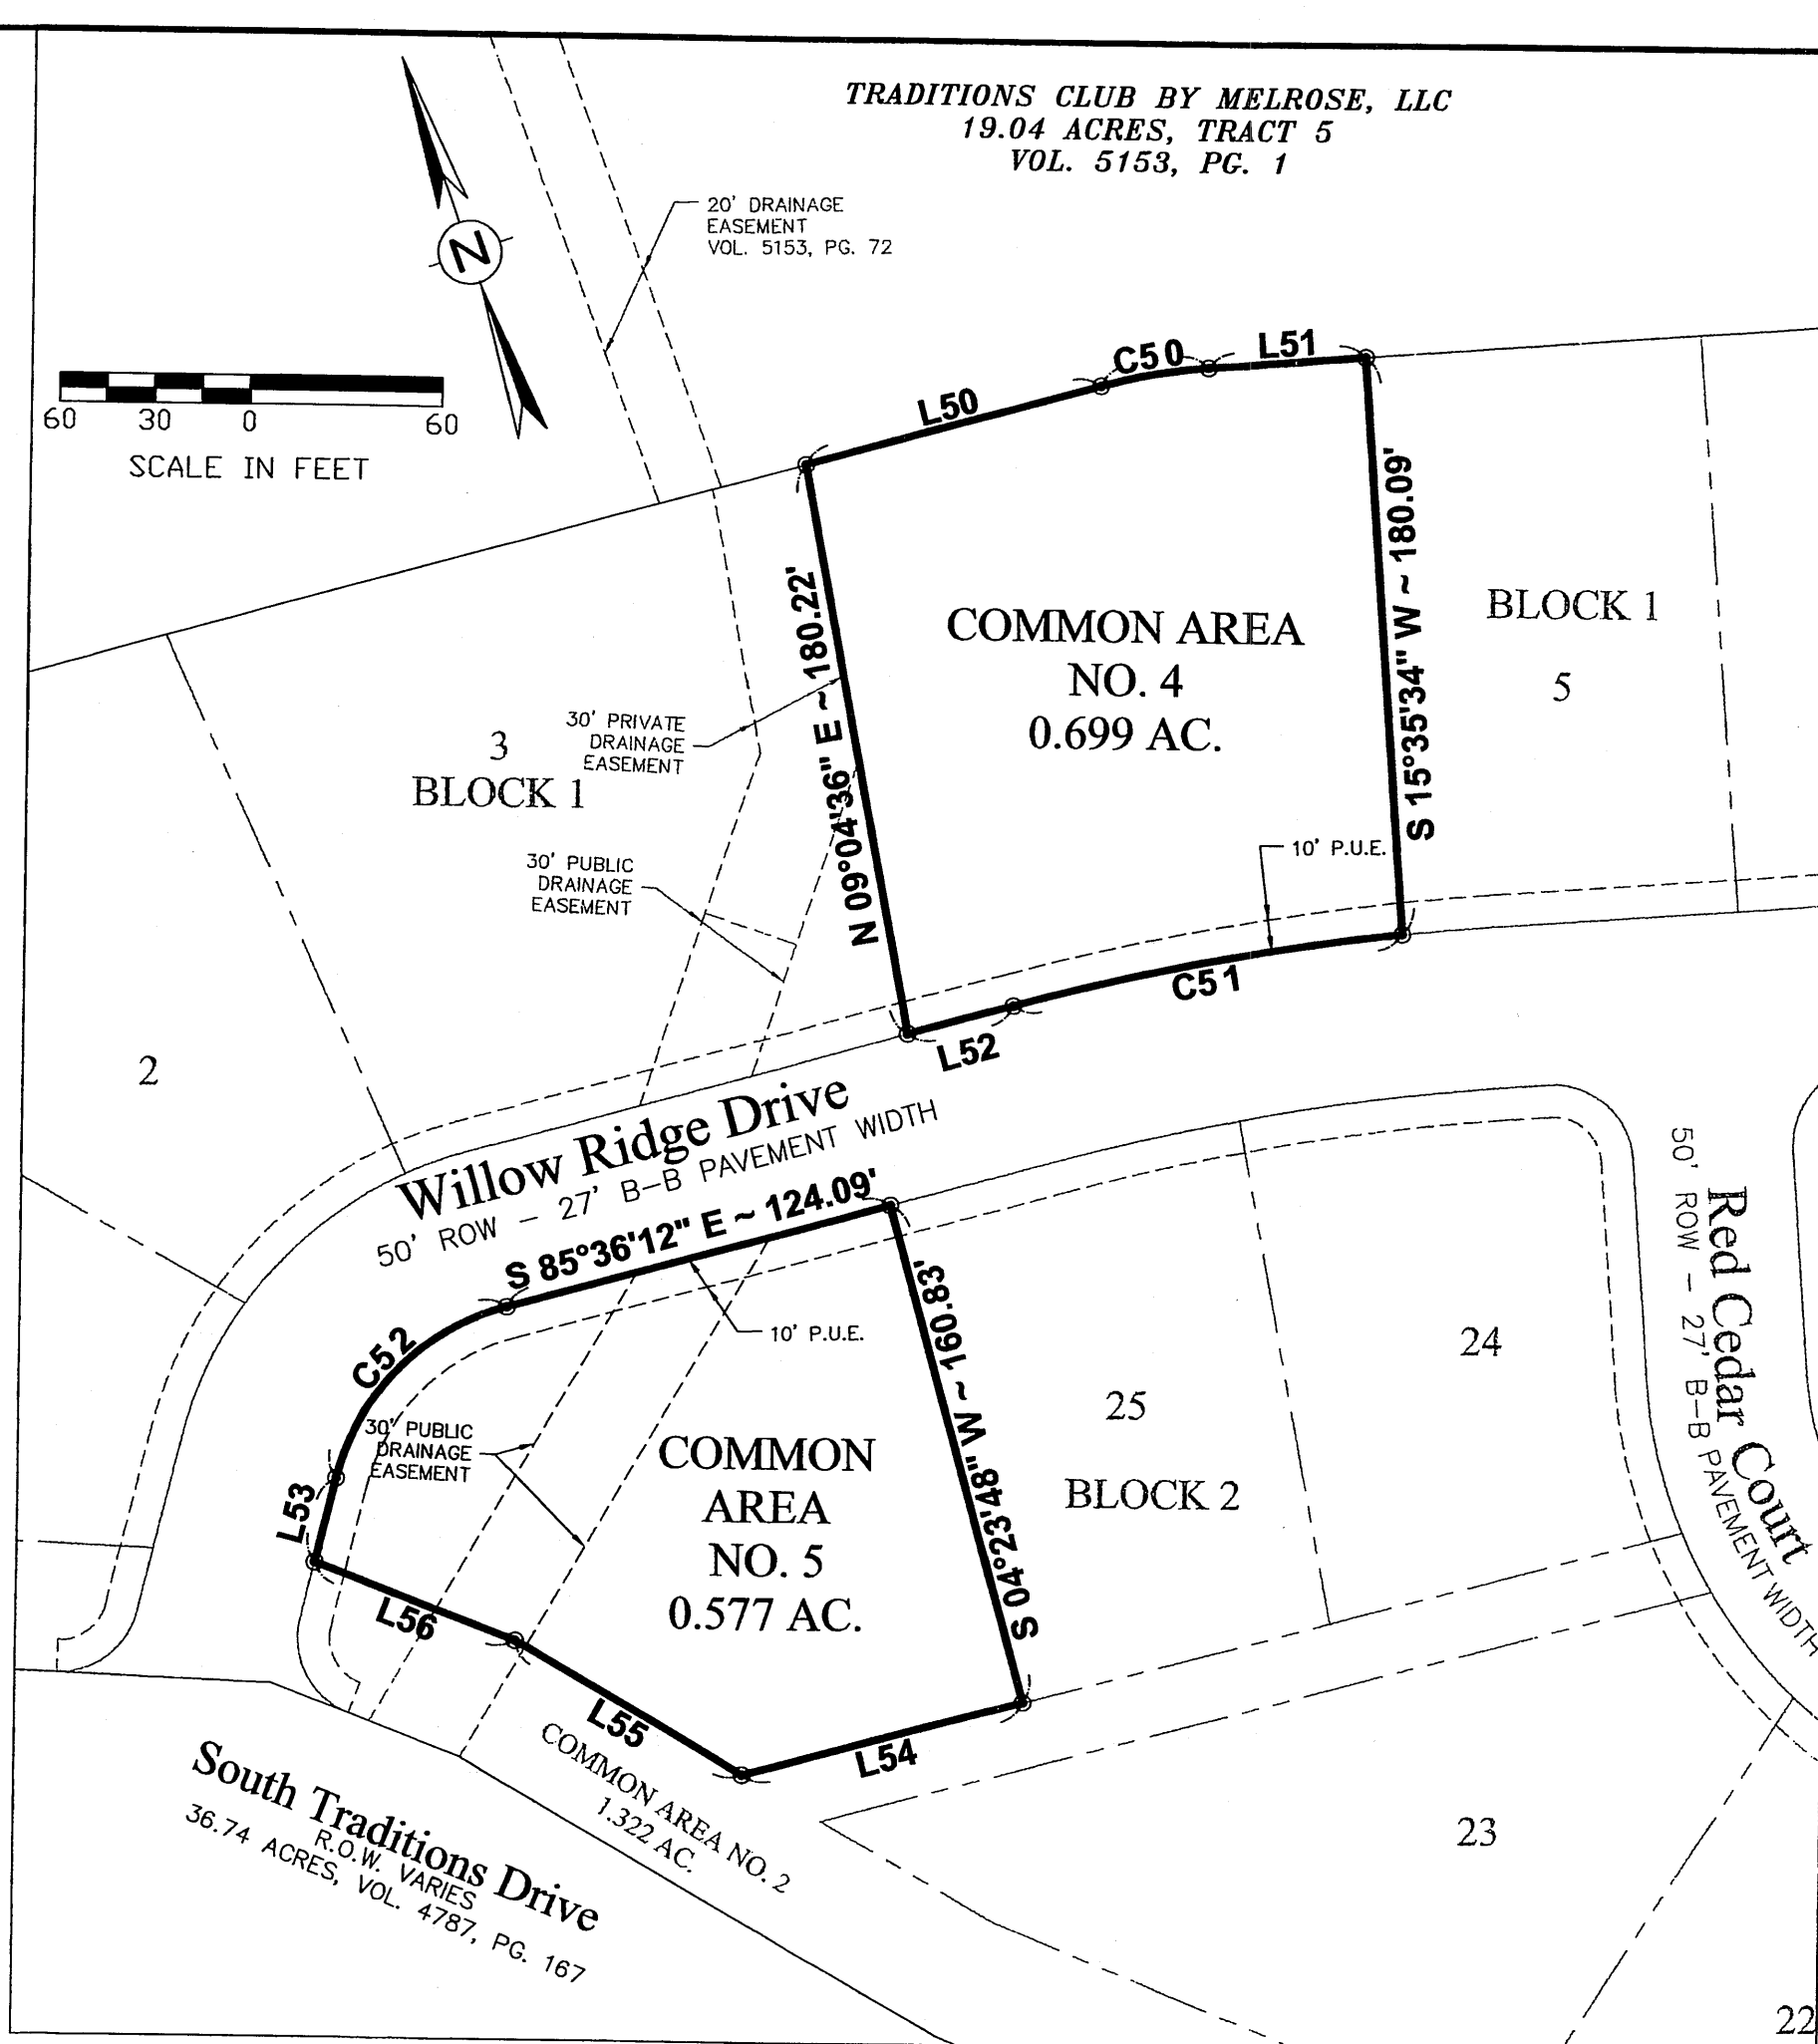 TRADITIONS CLUB BY MELROSE, LLC
19.04 ACRES, TRACT 5
VOL. 5153, PG. 1
20' DRAINAGE
EASEMENT
VOL. 5153, PG. 72
N
60 30 0 60
SCALE IN FEET
L50
C50
L51
N 09°04'36" E ~ 180.22'
S 15°35'34" W ~ 180.09'
COMMON AREA
NO. 4
0.699 AC.
BLOCK 1
5
3
BLOCK 1
30' PRIVATE
DRAINAGE
EASEMENT
30' PUBLIC
DRAINAGE
EASEMENT
10' P.U.E.
C51
L52
2
Willow Ridge Drive
50' ROW - 27' B-B PAVEMENT WIDTH
S 85°36'12" E ~ 124.09'
10' P.U.E.
C52
L53
30' PUBLIC
DRAINAGE
EASEMENT
COMMON
AREA
NO. 5
0.577 AC.
S 04°23'48" W ~ 160.83'
25
BLOCK 2
24
Red Cedar Court
50' ROW - 27' B-B PAVEMENT WIDTH
L56
L55
L54
COMMON AREA NO. 2
1.322 AC.
South Traditions Drive
R.O.W. VARIES
36.74 ACRES, VOL. 4787, PG. 167
23
22